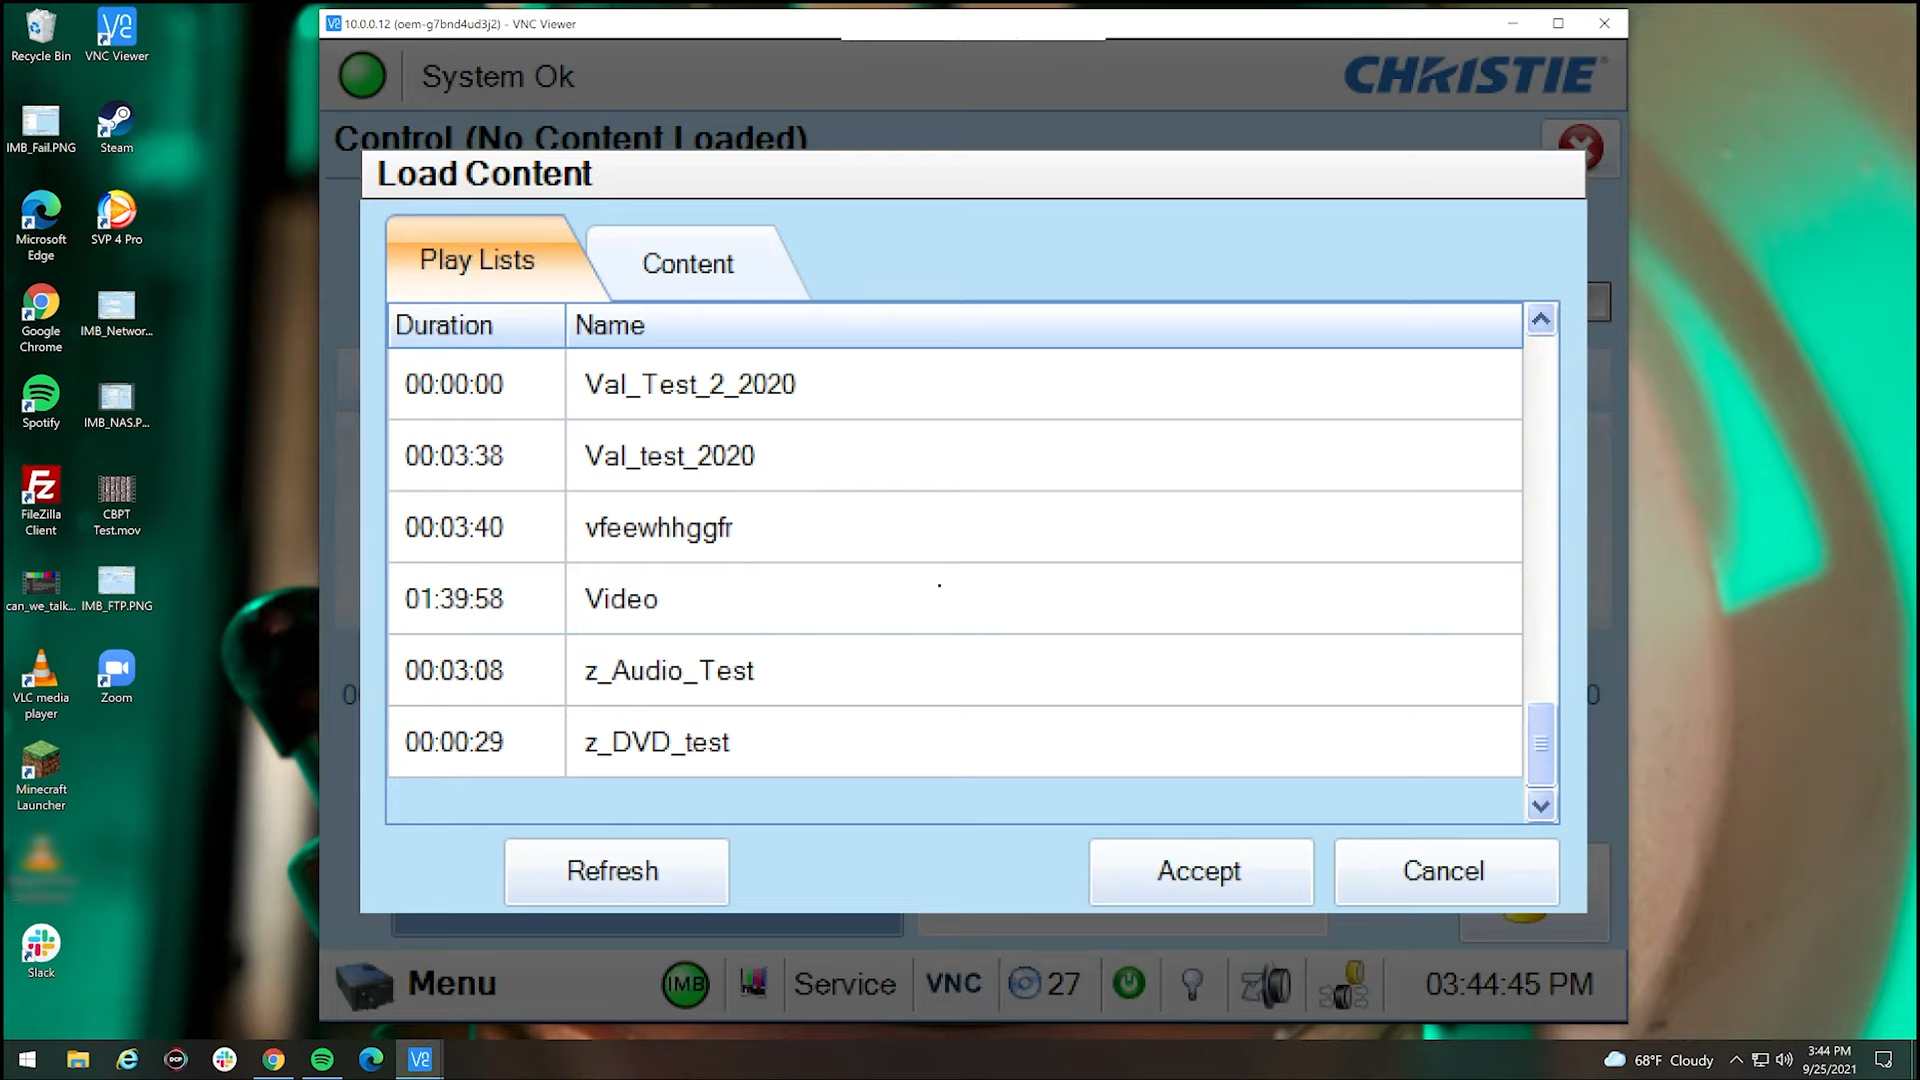 10.0.0.12 (oem-g7bnd4ud3j2) - VNC Viewer
System Ok
CHRISTIE
Control (No Content Loaded)
Load Content
Play Lists
Content
Duration Name
00:00:00 Val_Test_2_2020
00:03:38 Val_test_2020
00:03:40 vfeewhhggfr
01:39:58 Video
00:03:08 z_Audio_Test
00:00:29 z_DVD_test
Refresh
Accept
Cancel
Menu
IMB
Service
VNC
27
03:44:45 PM
Recycle Bin
VNC Viewer
IMB_Fail.PNG
Steam
Microsoft
Edge
SVP 4 Pro
Google
Chrome
IMB_Networ...
Spotify
IMB_NAS.P...
FileZilla
Client
CBPT
Test.mov
can_we_talk...
IMB_FTP.PNG
VLC media
player
Zoom
Minecraft
Launcher
Slack
DCP
68°F Cloudy
3:44 PM
9/25/2021